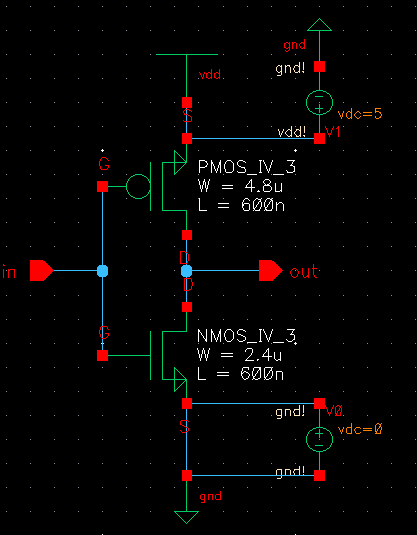 gnd
gnd!
vdd
vdc=5
S
vdd! V1
G
PMOS_IV_3
W = 4.8u
L = 600n
D
in
out
D
G
NMOS_IV_3
W = 2.4u
L = 600n
gnd! V0
S
vdc=0
gnd!
gnd